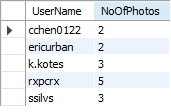 UserName NoOfPhotos
cchen0122 2
ericurban 2
k.kotes 3
rxpcrx 5
ssilvs 3